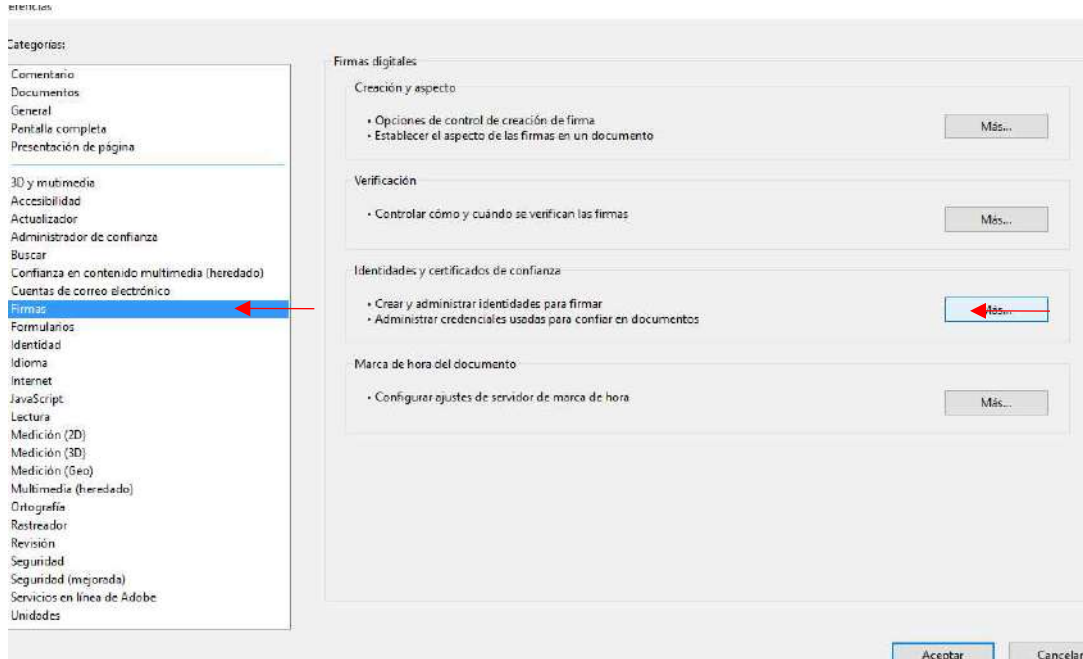 erencias
Categorías:
Comentario
Documentos
General
Pantalla completa
Presentación de página
3D y mutimedia
Accesibilidad
Actualizador
Administrador de confianza
Buscar
Confianza en contenido multimedia (heredado)
Cuentas de correo electrónico
Firmas
Formularios
Identidad
Idioma
Internet
JavaScript
Lectura
Medición (2D)
Medición (3D)
Medición (Geo)
Multimedia (heredado)
Ortografía
Rastreador
Revisión
Seguridad
Seguridad (mejorada)
Servicios en línea de Adobe
Unidades
Firmas digitales
Creación y aspecto
• Opciones de control de creación de firma
• Establecer el aspecto de las firmas en un documento
Más...
Verificación
• Controlar cómo y cuándo se verifican las firmas
Más...
Identidades y certificados de confianza
• Crear y administrar identidades para firmar
• Administrar credenciales usadas para confiar en documentos
Más...
Marca de hora del documento
• Configurar ajustes de servidor de marca de hora
Más...
Aceptar
Cancelar